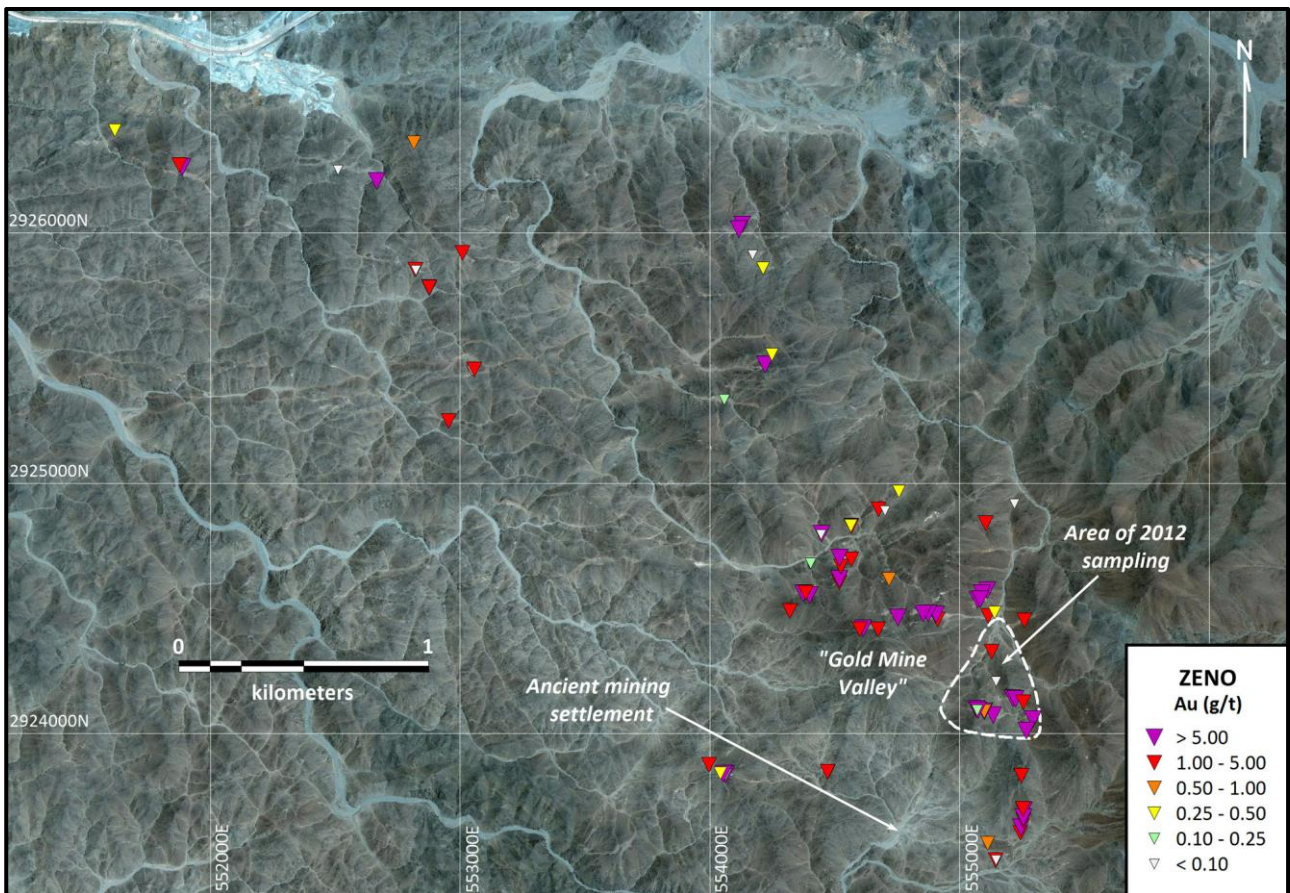 N
2926000N
2925000N
Area of 2012
sampling
0 1
kilometers
"Gold Mine
Valley"
Ancient mining
settlement
2924000N
552000E
553000E
554000E
555000E
ZENO
Au (g/t)
> 5.00
1.00 - 5.00
0.50 - 1.00
0.25 - 0.50
0.10 - 0.25
< 0.10